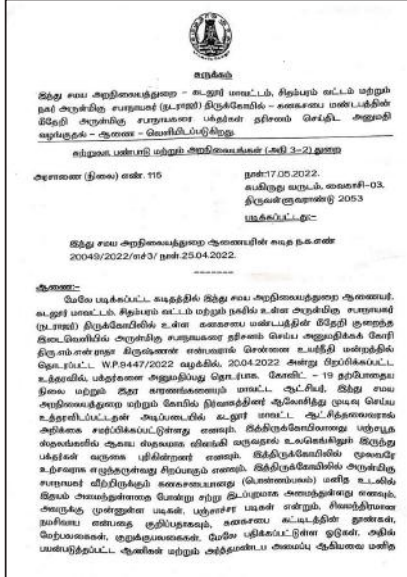 சுருக்கம்
இந்து சமய அறநிலையத்துறை - கடலூர் மாவட்டம், சிதம்பரம் வட்டம் மற்றும்
நகர் அருள்மிகு சபாநாயகர் (நடராஜர்) திருக்கோயில் - கனகசபை மண்டபத்தின்
மீதேறி அருள்மிகு சபாநாயகரை பக்தர்கள் தரிசனம் செய்திட அனுமதி
வழங்குதல் - ஆணை - வெளியிடப்படுகிறது.
சுற்றுலா, பண்பாடு மற்றும் அறநிலையங்கள் (அநி 3-2) துறை
அரசாணை (நிலை) எண். 115
நாள்:17.05.2022.
சுபகிருது வருடம், வைகாசி-03,
திருவள்ளுவராண்டு 2053
படிக்கப்பட்டது:-
இந்து சமய அறநிலையத்துறை ஆணையரின் கடித ந.க.எண்
20049/2022/எச்3/ நாள்.25.04.2022.
-------
ஆணை:-
மேலே படிக்கப்பட்ட கடிதத்தில் இந்து சமய அறநிலையத்துறை ஆணையர்,
கடலூர் மாவட்டம், சிதம்பரம் வட்டம் மற்றும் நகரில் உள்ள அருள்மிகு சபாநாயகர்
(நடராஜர்) திருக்கோயிலில் உள்ள கனகசபை மண்டபத்தின் மீதேறி குறைந்த
இடைவெளியில் அருள்மிகு சபாநாயகரை தரிசனம் செய்ய அனுமதிக்கக் கோரி
திரு.எம்.என்.ராதா கிருஷ்ணன் என்பவரால் சென்னை உயர்நீதி மன்றத்தில்
தொடரப்பட்ட W.P.9447/2022 வழக்கில், 20.04.2022 அன்று பிறப்பிக்கப்பட்ட
உத்தரவில், பக்தர்களை அனுமதிப்பது தொடர்பாக, கோவிட் - 19 தற்போதைய
நிலை மற்றும் இதர காரணங்களையும் மாவட்ட ஆட்சியர், இந்து சமய
அறநிலையத்துறை மற்றும் கோயில் நிர்வாகத்தினர் ஆலோசித்து முடிவு செய்ய
உத்தரவிடப்பட்டதன் அடிப்படையில் கடலூர் மாவட்ட ஆட்சித்தலைவரால்
அறிக்கை சமர்ப்பிக்கப்பட்டுள்ளது எனவும், இத்திருக்கோயிலானது பஞ்சபூத
ஸ்தலங்களில் ஆகாய ஸ்தலமாக விளங்கி வருவதால் உலகெங்கிலும் இருந்து
பக்தர்கள் வருகை புரிகின்றனர் எனவும், இத்திருக்கோயிலில் மூலவரே
உற்சவராக எழுந்தருள்வது சிறப்பாகும் எனவும், இத்திருக்கோயிலில் அருள்மிகு
சபாநாயகர் வீற்றிருக்கும் கனகசபையானது (பொன்னம்பலம்) மனித உடலில்
இதயம் அமைந்துள்ளதை போன்று சற்று இடப்புறமாக அமைந்துள்ளது எனவும்,
அவருக்கு முன்னுள்ள படிகள், பஞ்சாட்சர படிகள் என்றும், சிவமந்திரமான
நமசிவாய என்பதை குறிப்பதாகவும், கனகசபை கட்டிடத்தின் தூண்கள்,
மேற்பலகைகள், குறுக்குபலகைகள், மேலே பதிக்கப்பட்டுள்ள ஓடுகள், அதில்
பயன்படுத்தப்பட்ட ஆணிகள் மற்றும் அர்த்தமண்டப அமைப்பு ஆகியவை மனித